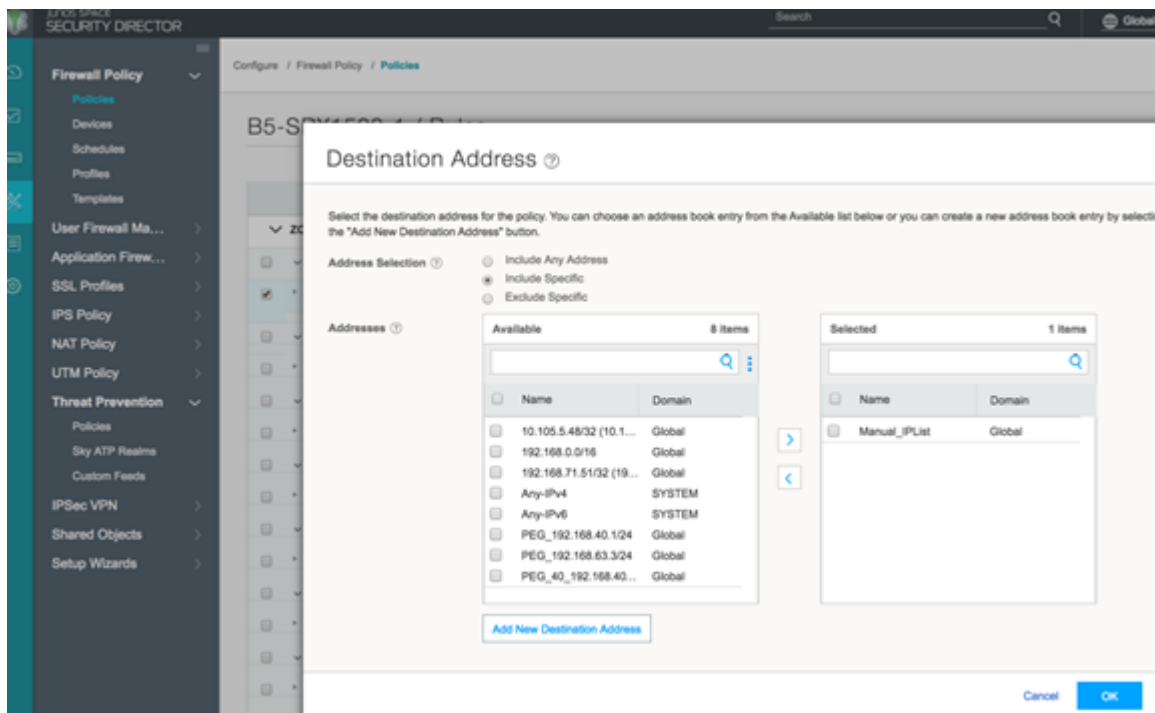 JUNOS SPACE
SECURITY DIRECTOR
Search
Global
Firewall Policy
Policies
Devices
Schedules
Profiles
Templates
User Firewall Ma...
Application Firew...
SSL Profiles
IPS Policy
NAT Policy
UTM Policy
Threat Prevention
Policies
Sky ATP Realms
Custom Feeds
IPSec VPN
Shared Objects
Setup Wizards
Configure / Firewall Policy / Policies
Destination Address
Select the destination address for the policy. You can choose an address book entry from the Available list below or you can create a new address book entry by selecti
the "Add New Destination Address" button.
Address Selection
Include Any Address
Include Specific
Exclude Specific
Addresses
Available 8 items
Name Domain
10.105.5.48/32 (10.1... Global
192.168.0.0/16 Global
192.168.71.51/32 (19... Global
Any-IPv4 SYSTEM
Any-IPv6 SYSTEM
PEG_192.168.40.1/24 Global
PEG_192.168.63.3/24 Global
PEG_40_192.168.40... Global
Selected 1 items
Name Domain
Manual_IPList Global
Add New Destination Address
Cancel OK